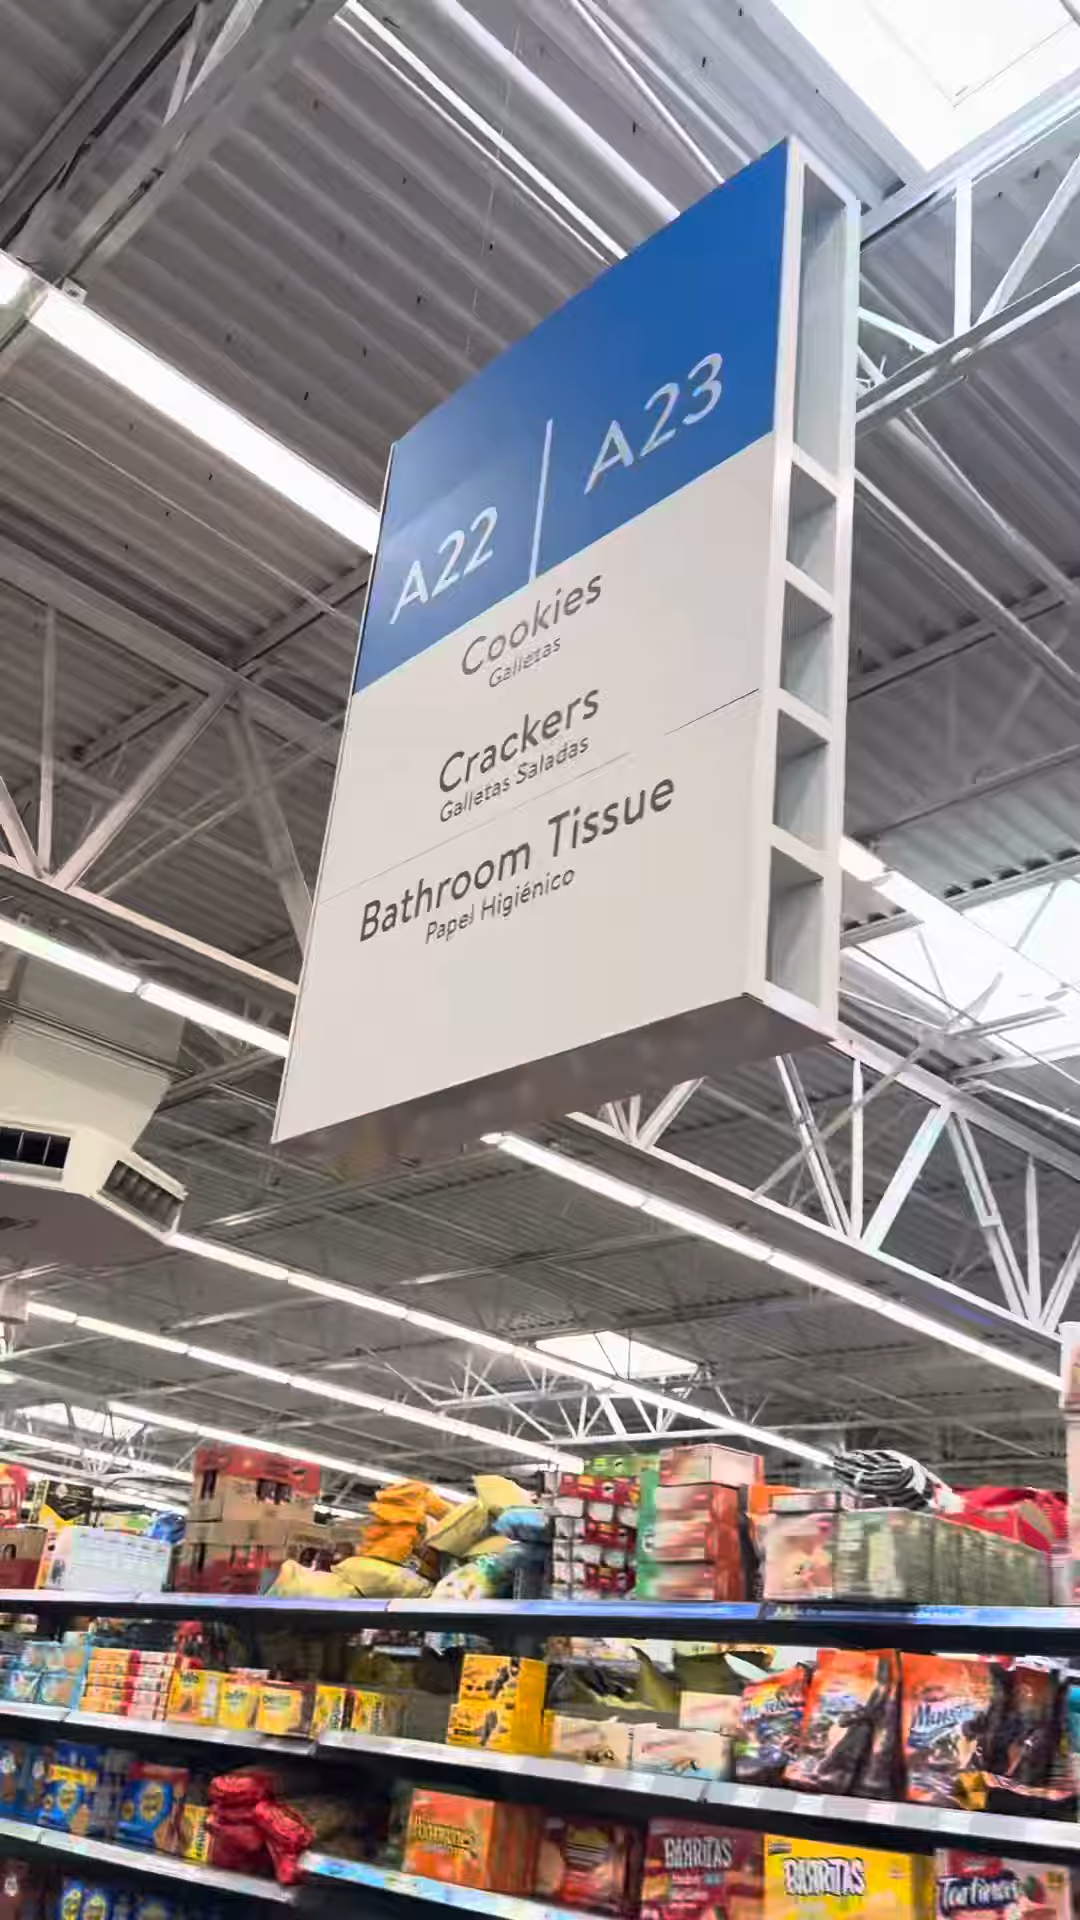 A22 | A23
Cookies
Galletas
Crackers
Galletas Saladas
Bathroom Tissue
Papel Higiénico
BARRITAS
BARRITAS